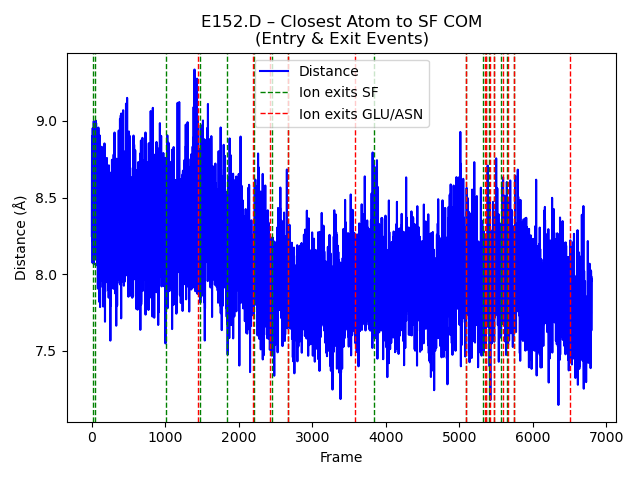 E152.D – Closest Atom to SF COM
(Entry & Exit Events)
Distance
Ion exits SF
Ion exits GLU/ASN
Distance (Å)
9.0
8.5
8.0
7.5
0 1000 2000 3000 4000 5000 6000 7000
Frame